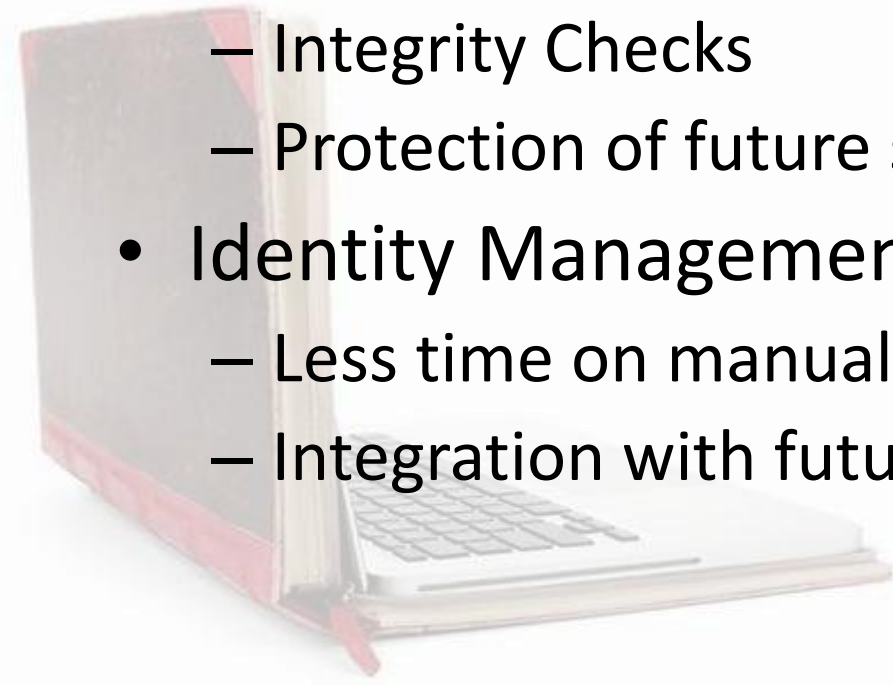 – Integrity Checks
– Protection of future
• Identity
– Less time on manual
– Integration with